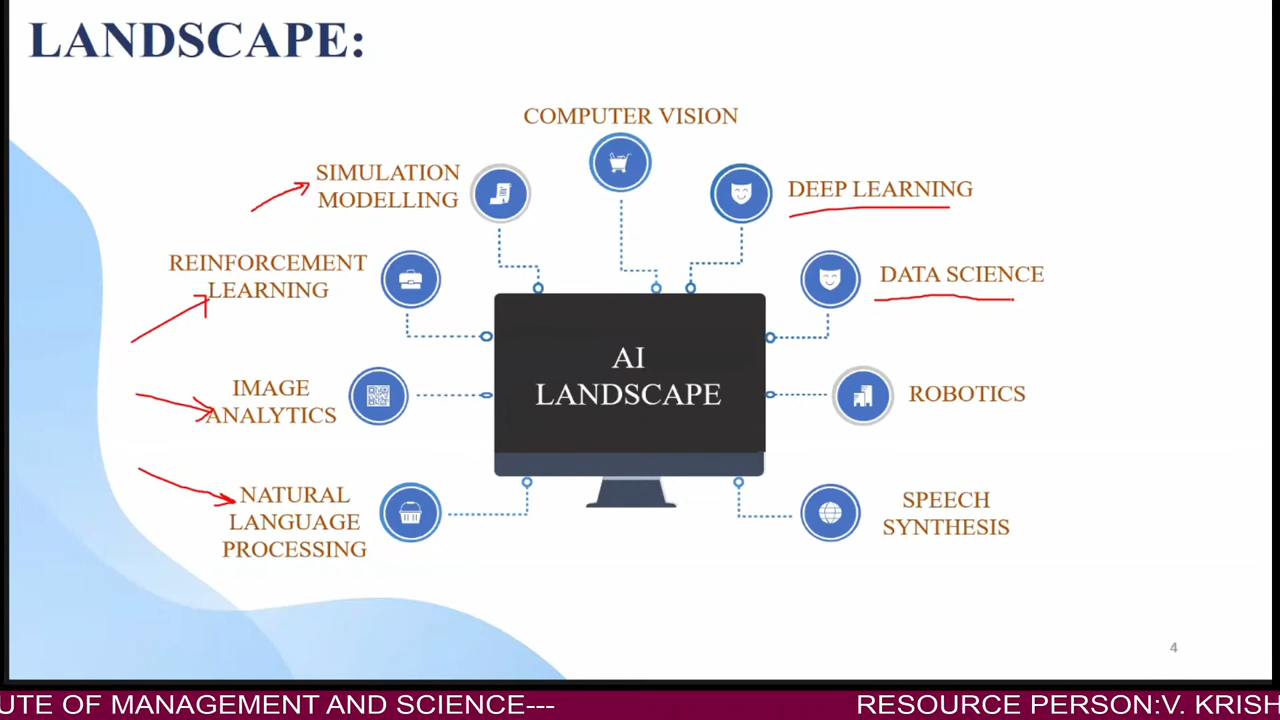 LANDSCAPE:
COMPUTER VISION
SIMULATION
MODELLING
DEEP LEARNING
REINFORCEMENT
LEARNING
DATA SCIENCE
AI
LANDSCAPE
IMAGE
ANALYTICS
ROBOTICS
NATURAL
LANGUAGE
PROCESSING
SPEECH
SYNTHESIS
4
UTE OF MANAGEMENT AND SCIENCE--- RESOURCE PERSON:V. KRISH